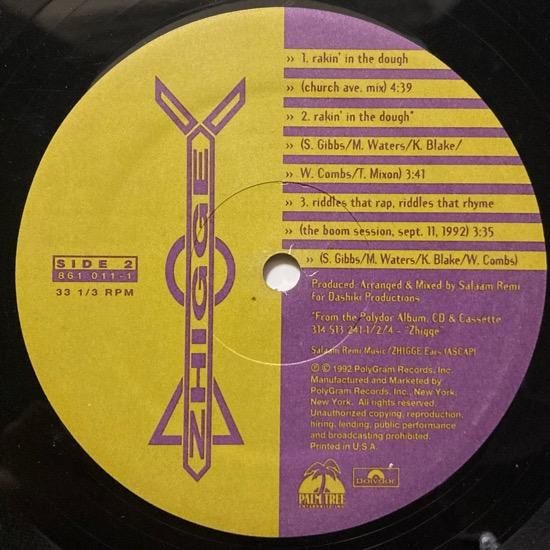 ZHIGGE
SIDE 2
861 011-1
33 1/3 RPM
›› 1. rakin' in the dough
›› (church ave. mix) 4:39
›› 2. rakin' in the dough*
›› (S. Gibbs/M. Waters/K. Blake/
›› W. Combs/T. Mixon) 3:41
›› 3. riddles that rap, riddles that rhyme
›› (the boom session, sept. 11, 1992) 3:35
›› (S. Gibbs/M. Waters/K. Blake/W. Combs)
Produced, Arranged & Mixed by Salaam Remi
for Dashiki Productions
*From the Polydor Album, CD & Cassette
314 513 241-1/2/4 - "Zhigge"
Salaam Remi Music/ZHIGGE Ears (ASCAP)
℗ © 1992 PolyGram Records, Inc.
Manufactured and Marketed by
PolyGram Records, Inc., New York,
New York. All rights reserved.
Unauthorized copying, reproduction,
hiring, lending, public performance
and broadcasting prohibited.
Printed in U.S.A.
PALM TREE
ENTERPRISES INC.
Polydor